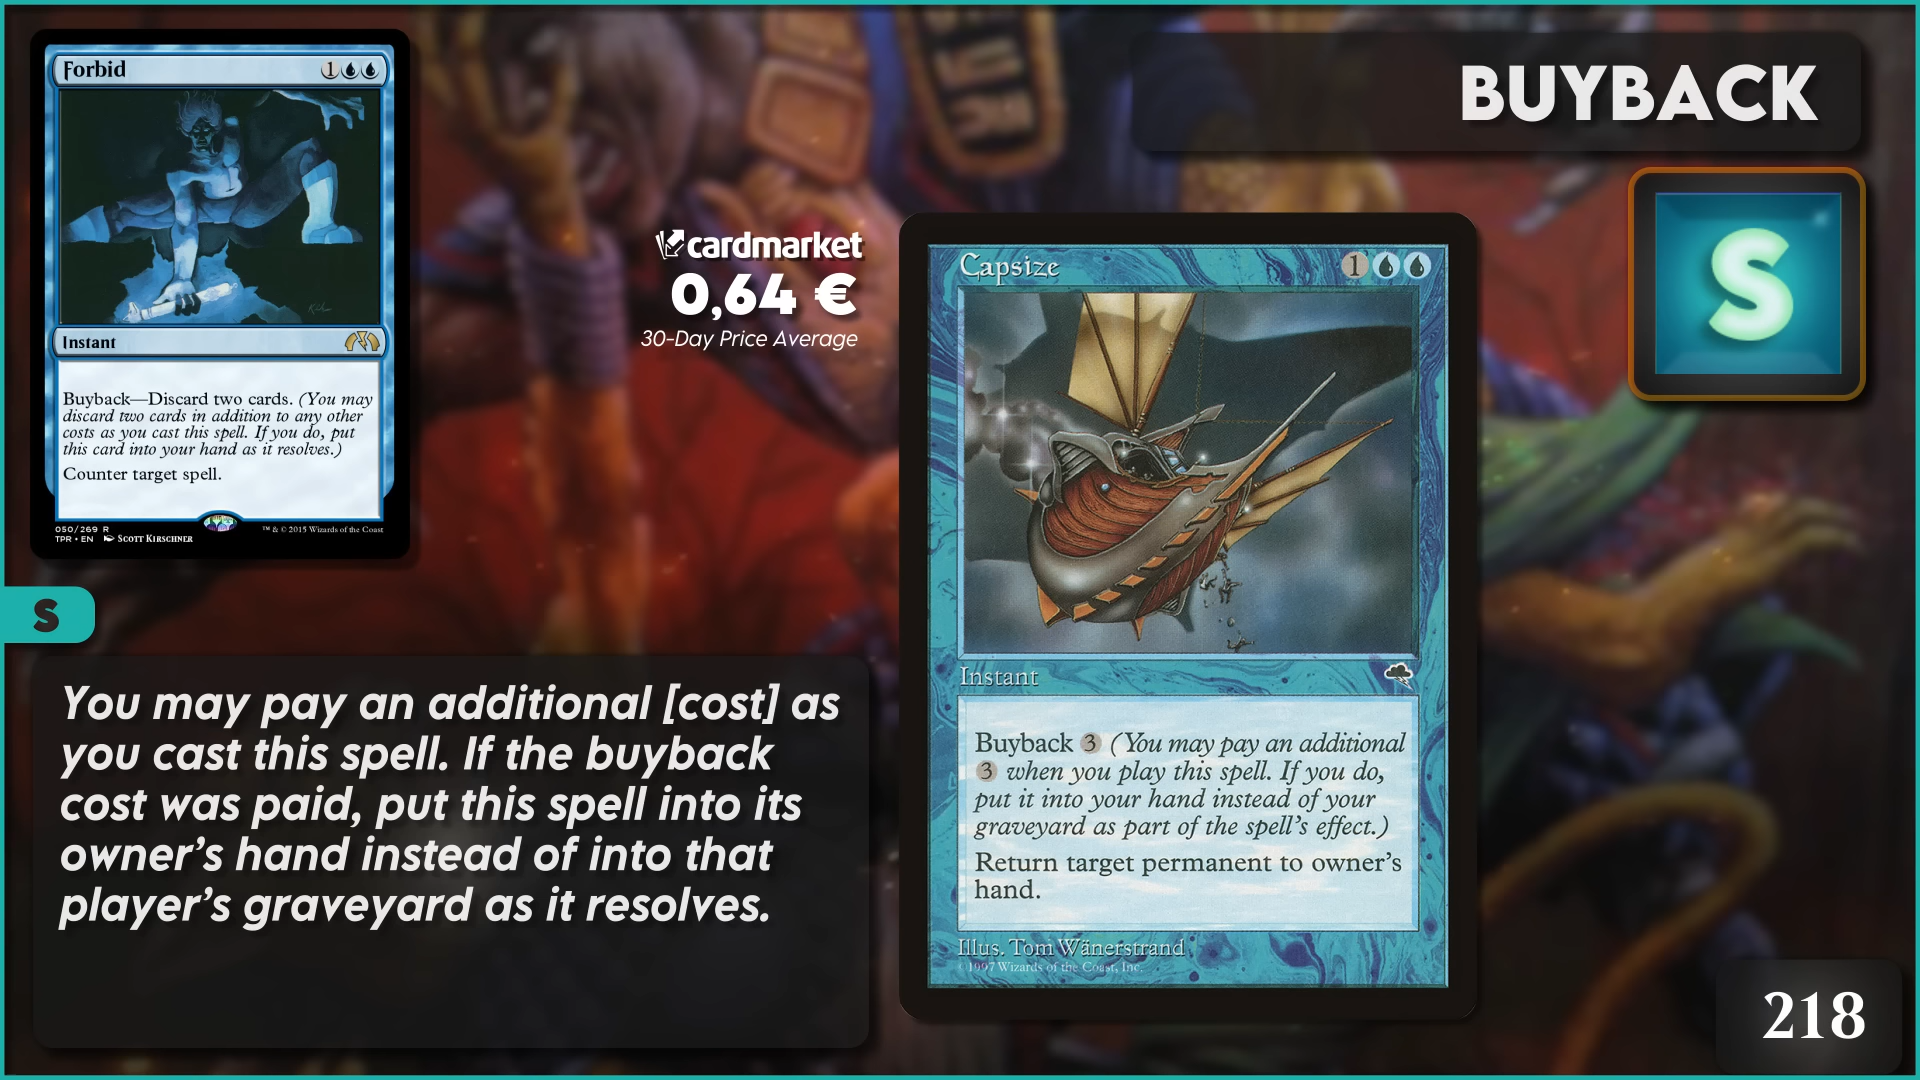 Forbid
1
Instant
Buyback—Discard two cards. (You may
discard two cards in addition to any other
costs as you cast this spell. If you do, put
this card into your hand as it resolves.)
Counter target spell.
050/269 R
TPR • EN Scott Kirschner
™ & © 2015 Wizards of the Coast
BUYBACK
S
cardmarket
0,64 €
30-Day Price Average
Capsize
1
Instant
Buyback 3 (You may pay an additional
3 when you play this spell. If you do,
put it into your hand instead of your
graveyard as part of the spell's effect.)
Return target permanent to owner's
hand.
Illus. Tom Wänerstrand
©1997 Wizards of the Coast, Inc.
S
You may pay an additional [cost] as
you cast this spell. If the buyback
cost was paid, put this spell into its
owner's hand instead of into that
player's graveyard as it resolves.
218